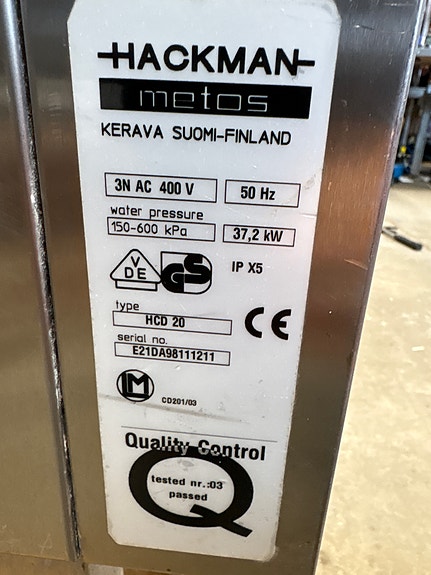 HACKMAN
metos
KERAVA SUOMI-FINLAND
3N AC 400 V 50 Hz
water pressure
150-600 kPa 37,2 kW
VDE GS IP X5
type
HCD 20 CE
serial no.
E21DA98111211
LM CD201/03
Quality Control
Q
tested nr.:03
passed